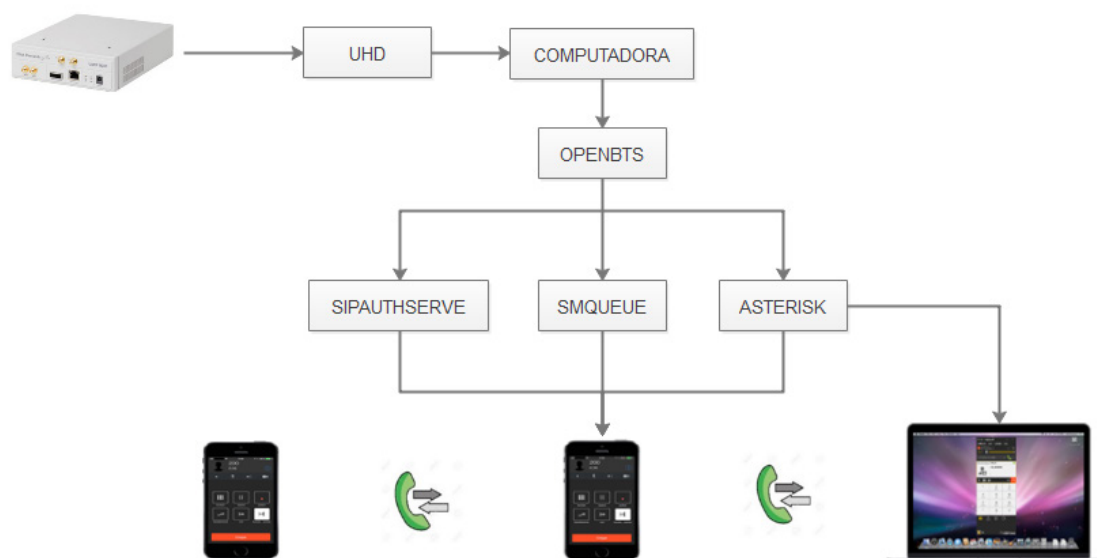 UHD
COMPUTADORA
OPENBTS
SIPAUTHSERVE
SMQUEUE
ASTERISK